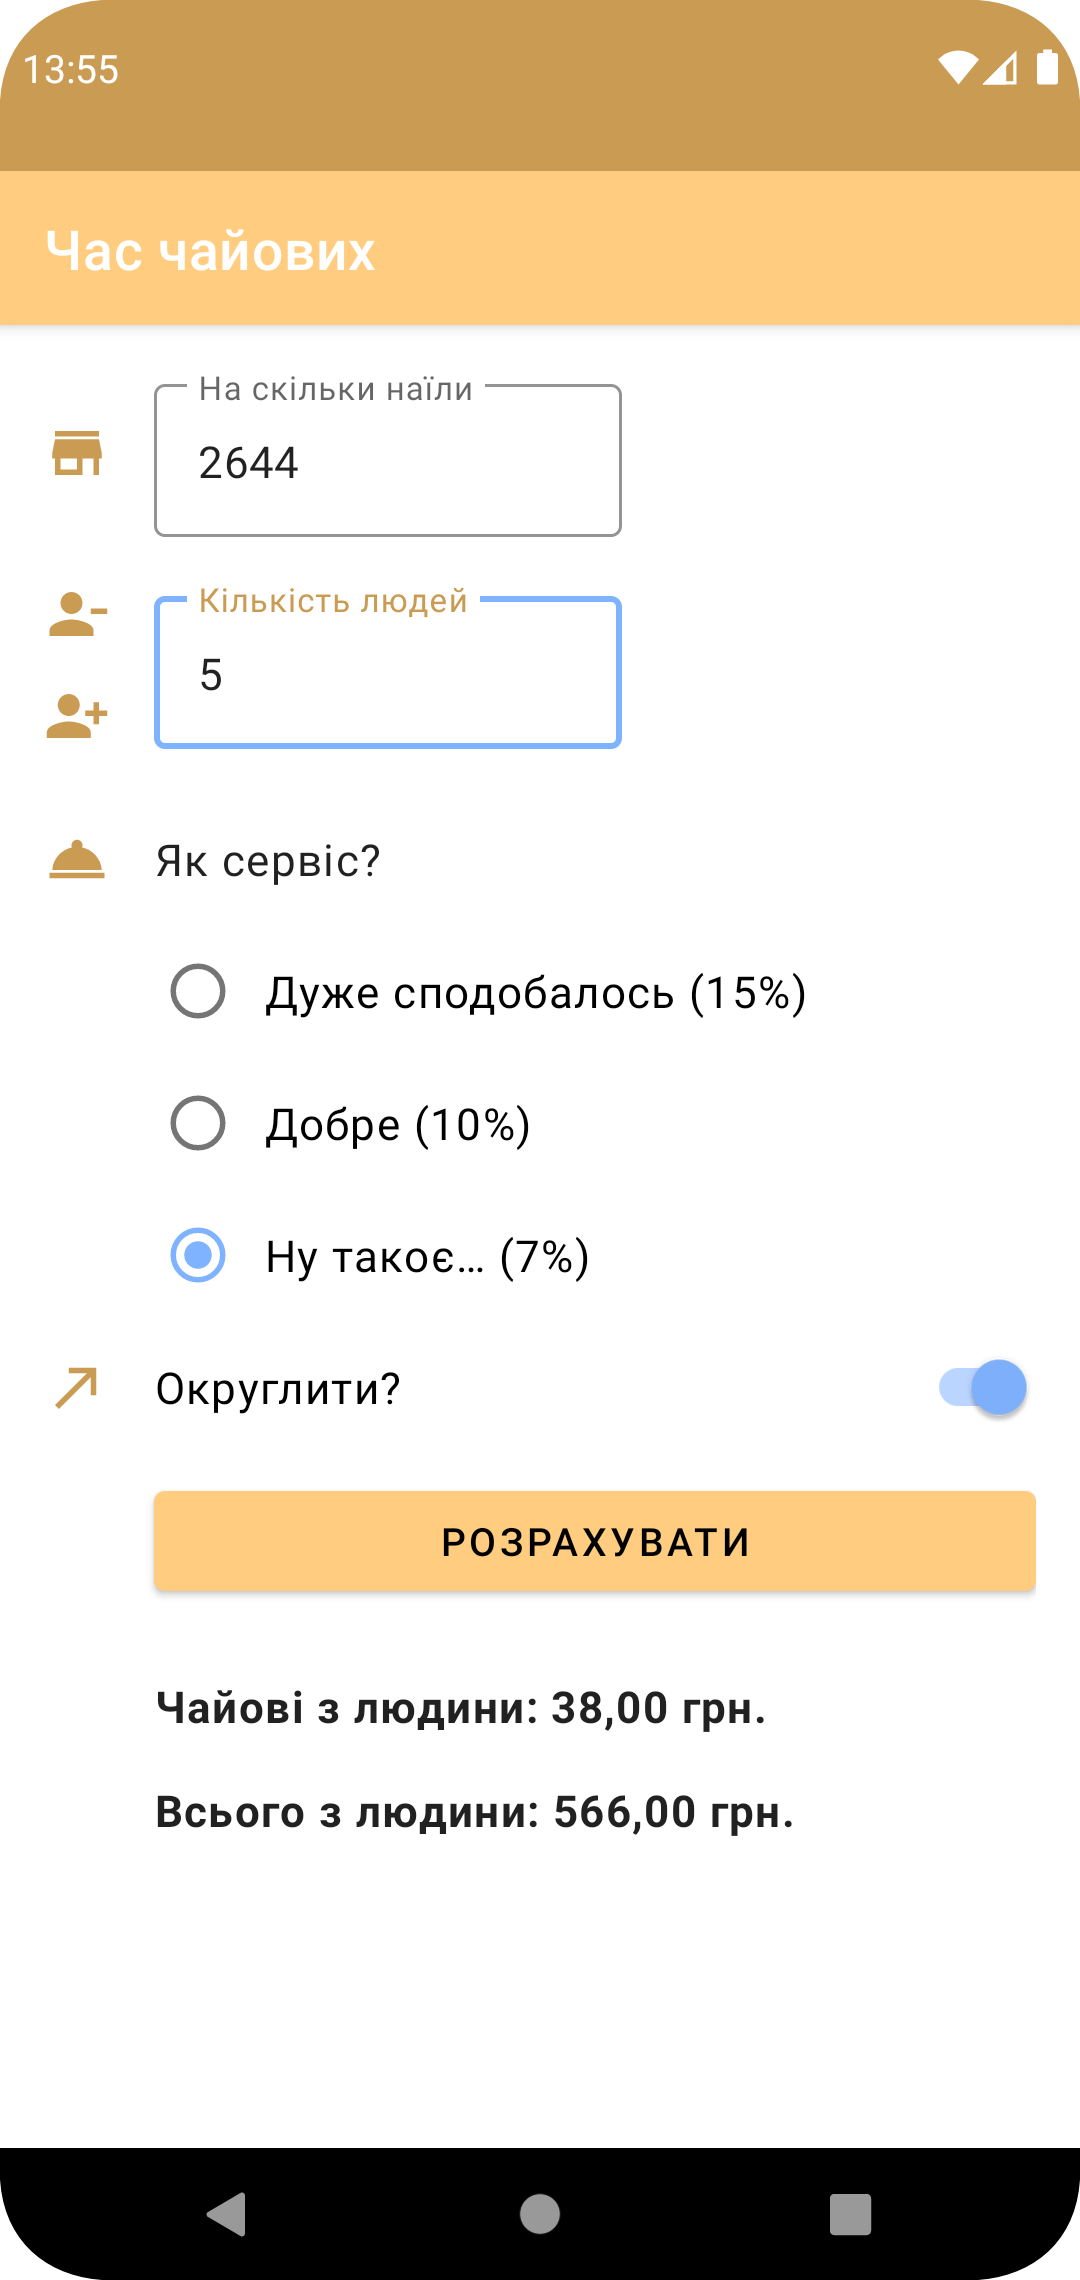 13:55
Час чайових
На скільки наїли
2644
Кількість людей
5
Як сервіс?
Дуже сподобалось (15%)
Добре (10%)
Ну такоє… (7%)
Округлити?
РОЗРАХУВАТИ
Чайові з людини: 38,00 грн.
Всього з людини: 566,00 грн.